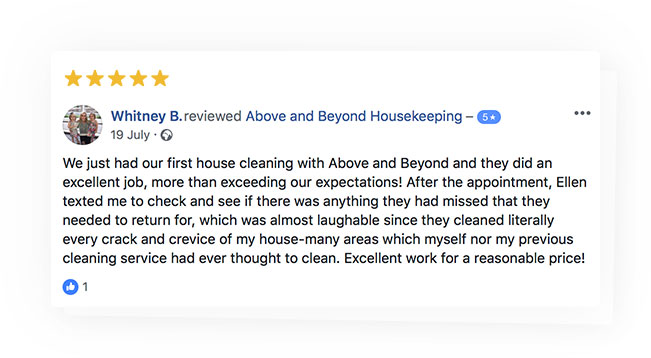 Whitney B. reviewed Above and Beyond Housekeeping – 5★
19 July ·
We just had our first house cleaning with Above and Beyond and they did an
excellent job, more than exceeding our expectations! After the appointment, Ellen
texted me to check and see if there was anything they had missed that they
needed to return for, which was almost laughable since they cleaned literally
every crack and crevice of my house-many areas which myself nor my previous
cleaning service had ever thought to clean. Excellent work for a reasonable price!
1